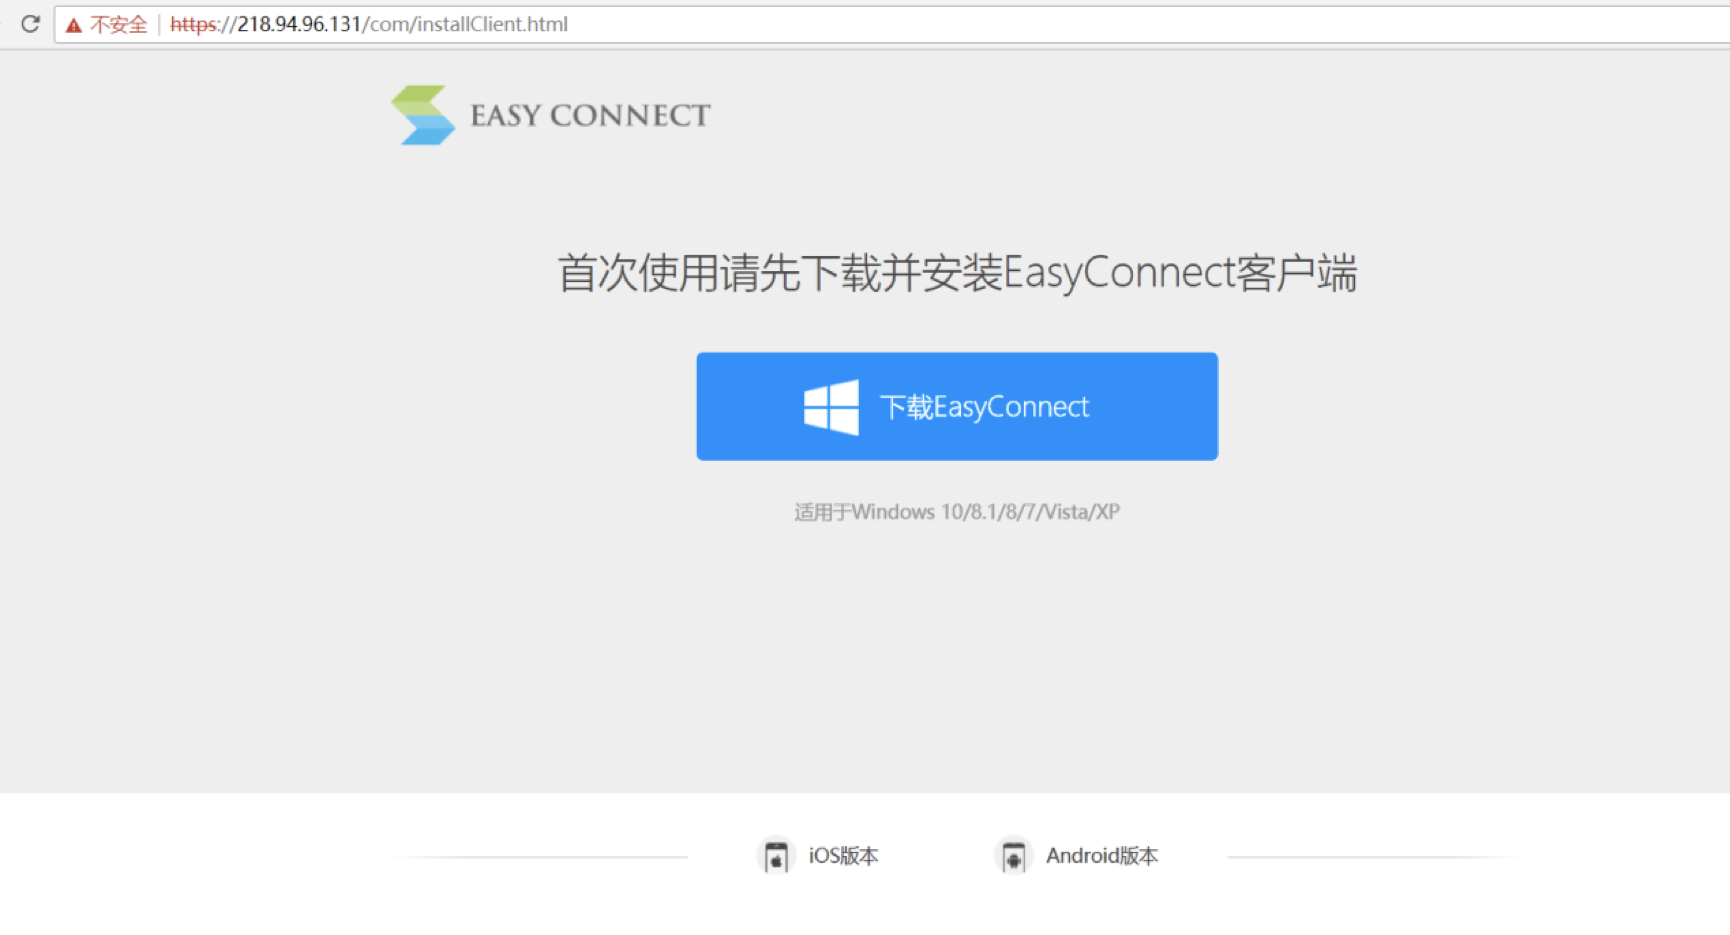 不安全 https://218.94.96.131/com/installClient.html
EASY CONNECT
首次使用请先下载并安装EasyConnect客户端
下载EasyConnect
适用于Windows 10/8.1/8/7/Vista/XP
iOS版本 Android版本